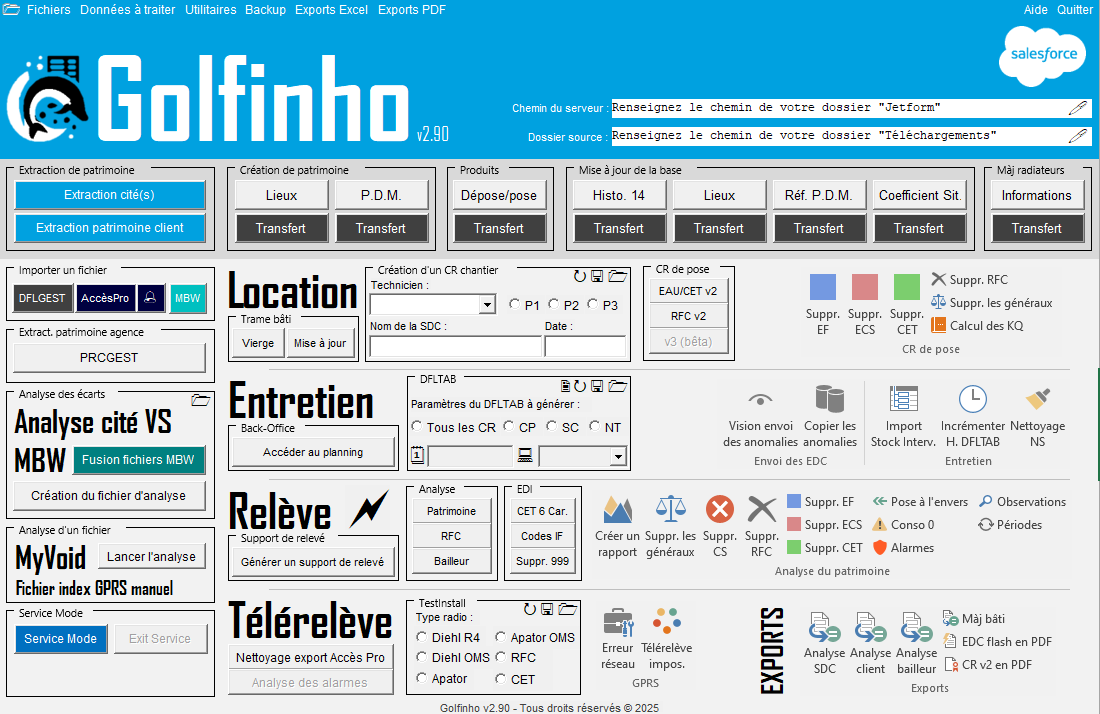 Fichiers Données à traiter Utilitaires Backup Exports Excel Exports PDF Aide Quitter
salesforce
Golfinho v2.90
Chemin du serveur : Renseignez le chemin de votre dossier "Jetform"
Dossier source : Renseignez le chemin de votre dossier "Téléchargements"
Extraction de patrimoine
Extraction cité(s)
Extraction patrimoine client
Création de patrimoine
Lieux P.D.M.
Transfert Transfert
Produits
Dépose/pose
Transfert
Mise à jour de la base
Histo. 14 Lieux Réf. P.D.M. Coefficient Sit.
Transfert Transfert Transfert Transfert
Màj radiateurs
Informations
Transfert
Importer un fichier
DFLGEST AccèsPro MBW
Extract. patrimoine agence
PRCGEST
Analyse des écarts
Analyse cité VS
MBW Fusion fichiers MBW
Création du fichier d'analyse
Analyse d'un fichier
MyVoid Lancer l'analyse
Fichier index GPRS manuel
Service Mode
Service Mode Exit Service
Location
Trame bâti
Vierge Mise à jour
Création d'un CR chantier
Technicien :
P1 P2 P3
Nom de la SDC : Date :
CR de pose
EAU/CET v2
RFC v2
v3 (bêta)
Suppr. EF
Suppr. ECS
Suppr. CET
Suppr. RFC
Suppr. les généraux
Calcul des KQ
CR de pose
Entretien
Back-Office
Accéder au planning
DFLTAB
Paramètres du DFLTAB à générer :
Tous les CR CP SC NT
1
Vision envoi des anomalies
Copier les anomalies
Envoi des EDC
Import Stock Interv.
Incrémenter H. DFLTAB
Nettoyage NS
Entretien
Relève
Support de relevé
Générer un support de relevé
Analyse
Patrimoine
RFC
Bailleur
EDI
CET 6 Car.
Codes IF
Suppr. 999
Créer un rapport
Suppr. les généraux
Suppr. CS
Suppr. RFC
Suppr. EF
Suppr. ECS
Suppr. CET
Pose à l'envers
Conso 0
Alarmes
Observations
Périodes
Analyse du patrimoine
Télérelève
Nettoyage export Accès Pro
Analyse des alarmes
TestInstall
Type radio :
Diehl R4 Apator OMS
Diehl OMS RFC
Apator CET
Erreur réseau
Télérelève impos.
GPRS
EXPORTS
Analyse SDC
Analyse client
Analyse bailleur
Màj bâti
EDC flash en PDF
CR v2 en PDF
Exports
Golfinho v2.90 - Tous droits réservés © 2025